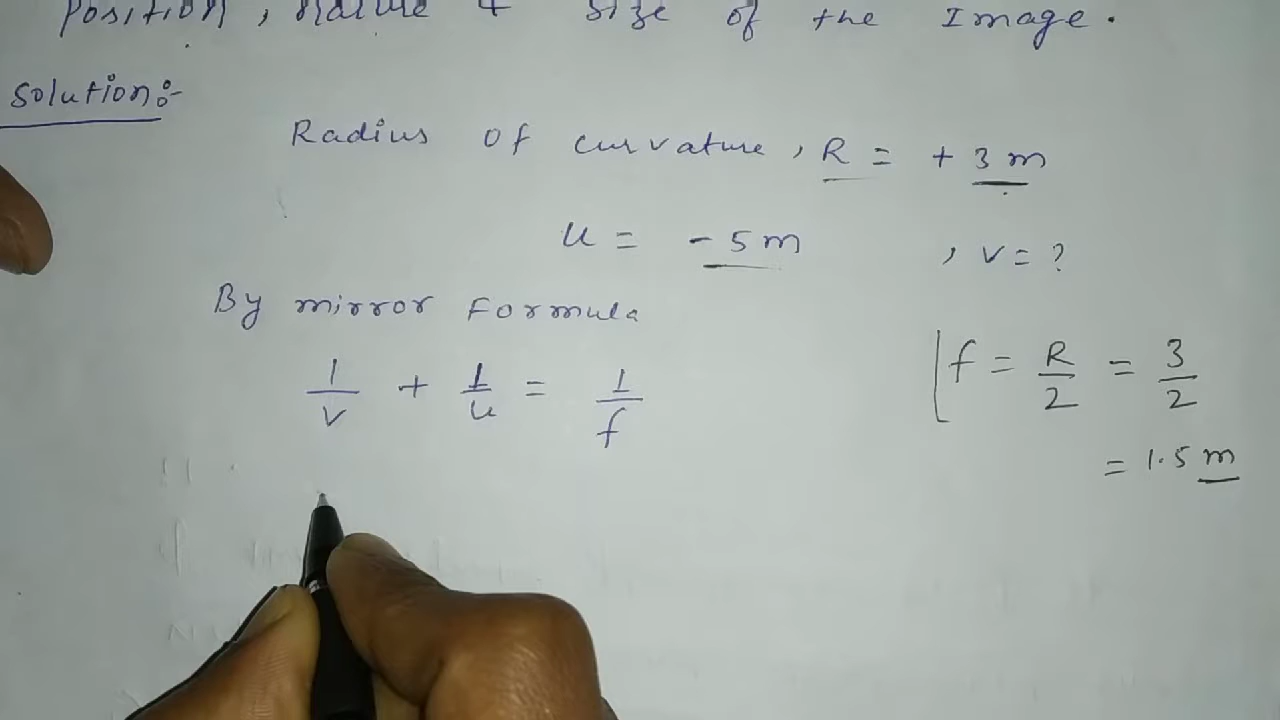 Position, nature + size of the Image.
Solution:-
Radius of curvature, R = + 3 m
u = - 5 m , v = ?
By mirror Formula
1/v + 1/u = 1/f
f = R/2 = 3/2
= 1.5 m